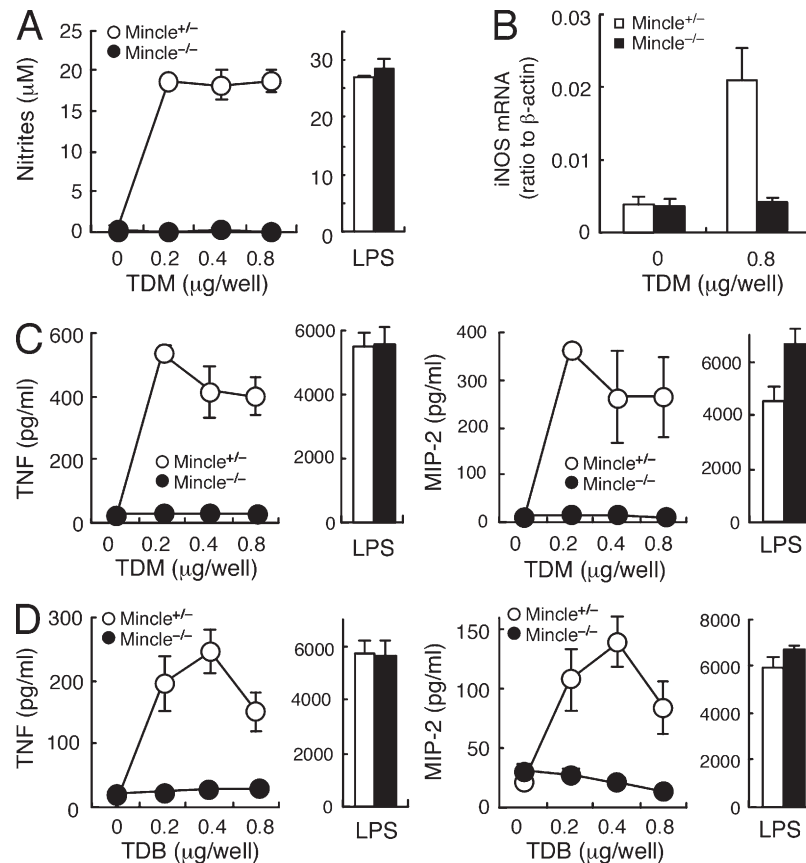 A
Mincle+/−
Mincle−/−
Nitrites (μM)
25
20
15
10
5
0
0 0.2 0.4 0.8
TDM (μg/well)
30
20
10
0
LPS
B
Mincle+/−
Mincle−/−
iNOS mRNA
(ratio to β-actin)
0.03
0.02
0.01
0
0 0.8
TDM (μg/well)
C
TNF (pg/ml)
600
400
200
0
Mincle+/−
Mincle−/−
0 0.2 0.4 0.8
TDM (μg/well)
6000
4000
2000
0
LPS
MIP-2 (pg/ml)
400
300
200
100
0
Mincle+/−
Mincle−/−
0 0.2 0.4 0.8
TDM (μg/well)
6000
4000
2000
0
LPS
D
Mincle+/−
Mincle−/−
TNF (pg/ml)
300
200
100
0
0 0.2 0.4 0.8
TDB (μg/well)
6000
4000
2000
0
LPS
Mincle+/−
Mincle−/−
MIP-2 (pg/ml)
150
100
50
0
0 0.2 0.4 0.8
TDB (μg/well)
8000
6000
4000
2000
0
LPS